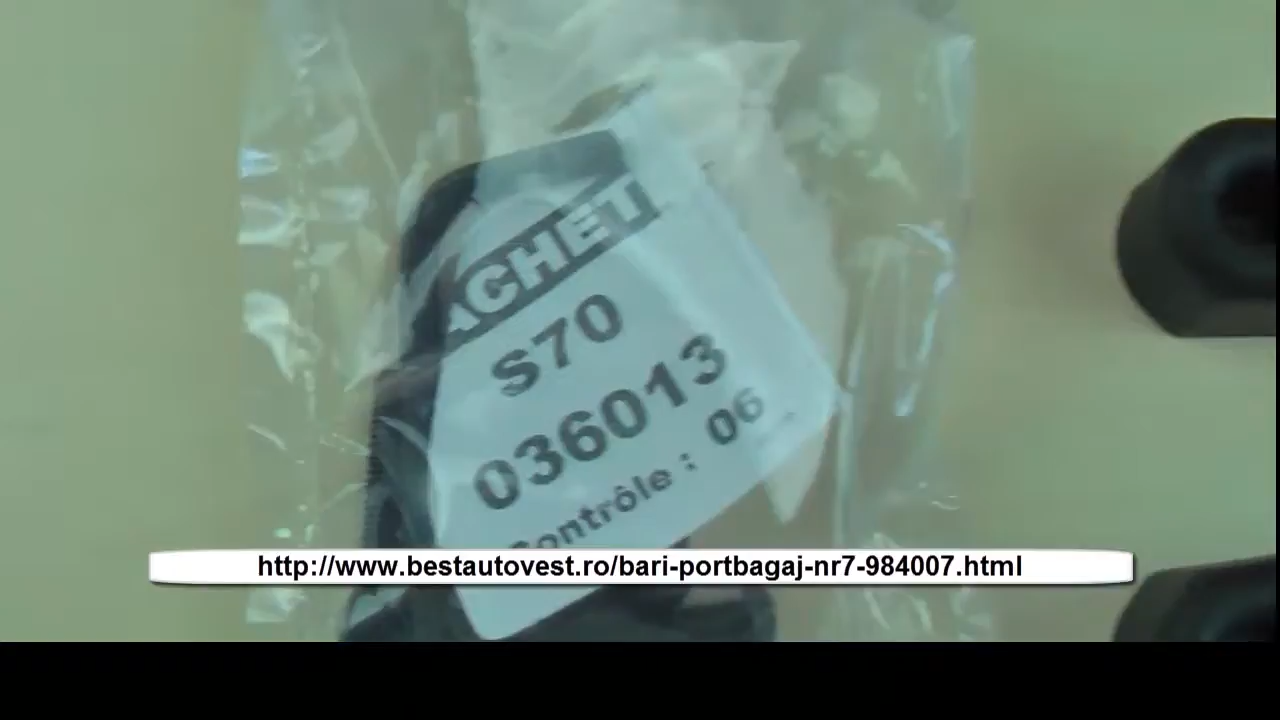 ACHET
S70
036013
Contrôle : 06
http://www.bestautovest.ro/bari-portbagaj-nr7-984007.html